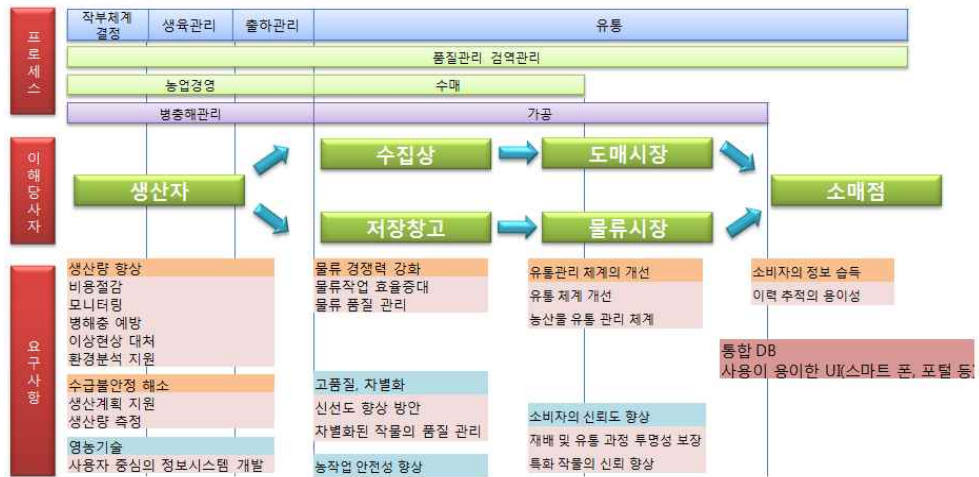 프로세스
작부체계
결정
생육관리
출하관리
유통
품질관리 검역관리
농업경영
수매
병충해관리
가공
이해당사자
생산자
수집상
도매시장
저장창고
물류시장
소매점
요구사항
생산량 향상
비용절감
모니터링
병해충 예방
이상현상 대처
환경분석 지원
수급불안정 해소
생산계획 지원
생산량 측정
영농기술
사용자 중심의 정보시스템 개발
물류 경쟁력 강화
물류작업 효율증대
물류 품질 관리
고품질, 차별화
신선도 향상 방안
차별화된 작물의 품질 관리
농작업 안전성 향상
유통관리 체계의 개선
유통 체계 개선
농산물 유통 관리 체계
소비자의 신뢰도 향상
재배 및 유통 과정 투명성 보장
특화 작물의 신뢰 향상
소비자의 정보 습득
이력 추적의 용이성
통합 DB
사용이 용이한 UI(스마트 폰, 포털 등)